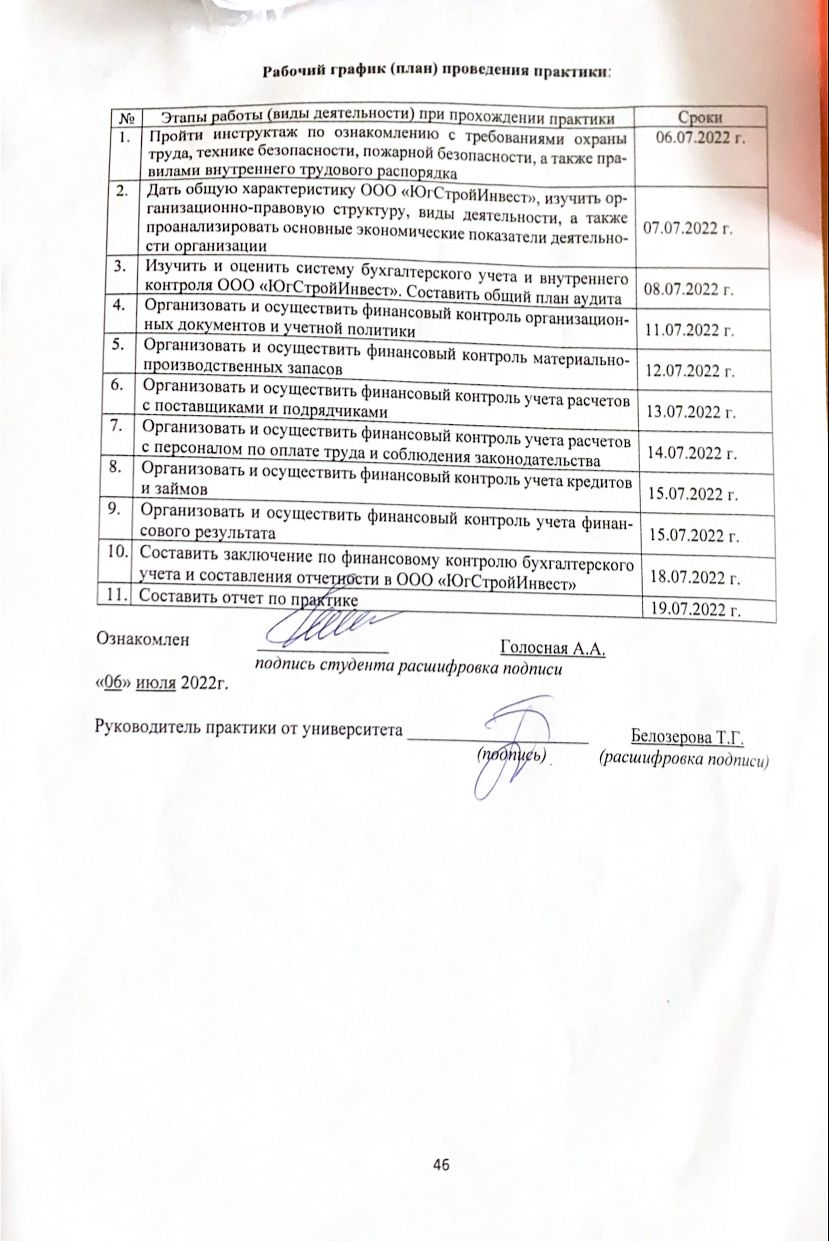 Рабочий график (план) проведения практики:
№ Этапы работы (виды деятельности) при прохождении практики Сроки
1. Пройти инструктаж по ознакомлению с требованиями охраны 06.07.2022 г.
труда, технике безопасности, пожарной безопасности, а также пра-
вилами внутреннего трудового распорядка
2. Дать общую характеристику ООО «ЮгСтройИнвест», изучить ор-
ганизационно-правовую структуру, виды деятельности, а также
проанализировать основные экономические показатели деятельно- 07.07.2022 г.
сти организации
3. Изучить и оценить систему бухгалтерского учета и внутреннего
контроля ООО «ЮгСтройИнвест». Составить общий план аудита 08.07.2022 г.
4. Организовать и осуществить финансовый контроль организацион-
ных документов и учетной политики 11.07.2022 г.
5. Организовать и осуществить финансовый контроль материально-
производственных запасов 12.07.2022 г.
6. Организовать и осуществить финансовый контроль учета расчетов
с поставщиками и подрядчиками 13.07.2022 г.
7. Организовать и осуществить финансовый контроль учета расчетов
с персоналом по оплате труда и соблюдения законодательства 14.07.2022 г.
8. Организовать и осуществить финансовый контроль учета кредитов
и займов 15.07.2022 г.
9. Организовать и осуществить финансовый контроль учета финан-
сового результата 15.07.2022 г.
10. Составить заключение по финансовому контролю бухгалтерского
учета и составления отчетности в ООО «ЮгСтройИнвест» 18.07.2022 г.
11. Составить отчет по практике 19.07.2022 г.
Ознакомлен Голосная А.А.
подпись студента расшифровка подписи
«06» июля 2022г.
Руководитель практики от университета Белозерова Т.Г.
(подпись) (расшифровка подписи)
46